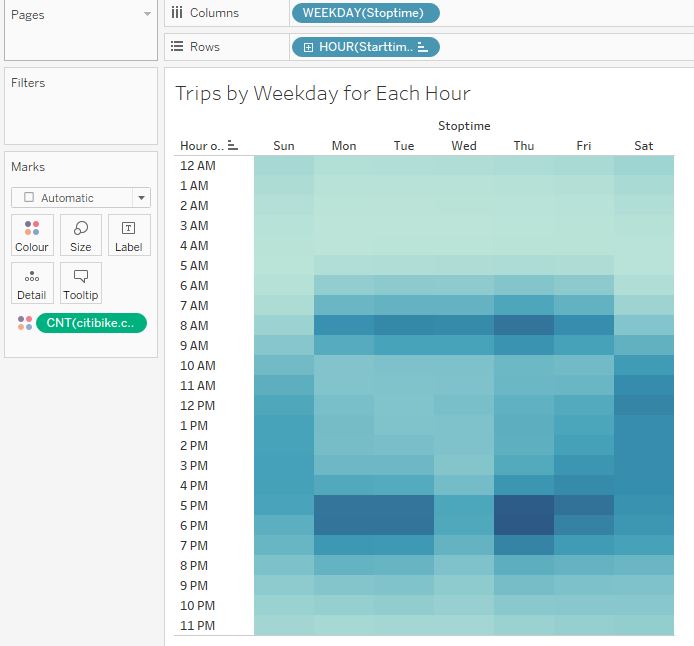 Pages
Columns
WEEKDAY(Stoptime)
Rows
HOUR(Starttim..
Filters
Marks
Automatic
Colour
Size
Label
Detail
Tooltip
CNT(citibike.c..
Trips by Weekday for Each Hour
Stoptime
Hour o.. Sun Mon Tue Wed Thu Fri Sat
12 AM
1 AM
2 AM
3 AM
4 AM
5 AM
6 AM
7 AM
8 AM
9 AM
10 AM
11 AM
12 PM
1 PM
2 PM
3 PM
4 PM
5 PM
6 PM
7 PM
8 PM
9 PM
10 PM
11 PM